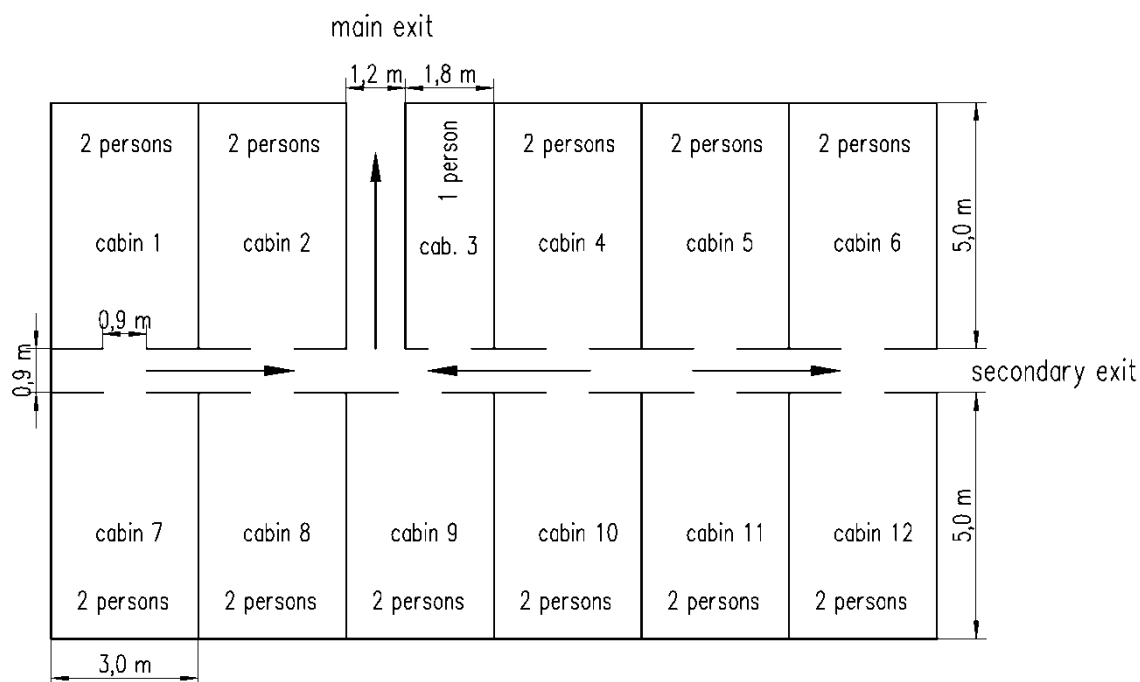 main exit
1,2 m
1,8 m
2 persons
2 persons
1 person
2 persons
2 persons
2 persons
cabin 1
cabin 2
cab. 3
cabin 4
cabin 5
cabin 6
5,0 m
0,9 m
0,9 m
secondary exit
5,0 m
cabin 7
cabin 8
cabin 9
cabin 10
cabin 11
cabin 12
2 persons
2 persons
2 persons
2 persons
2 persons
2 persons
3,0 m